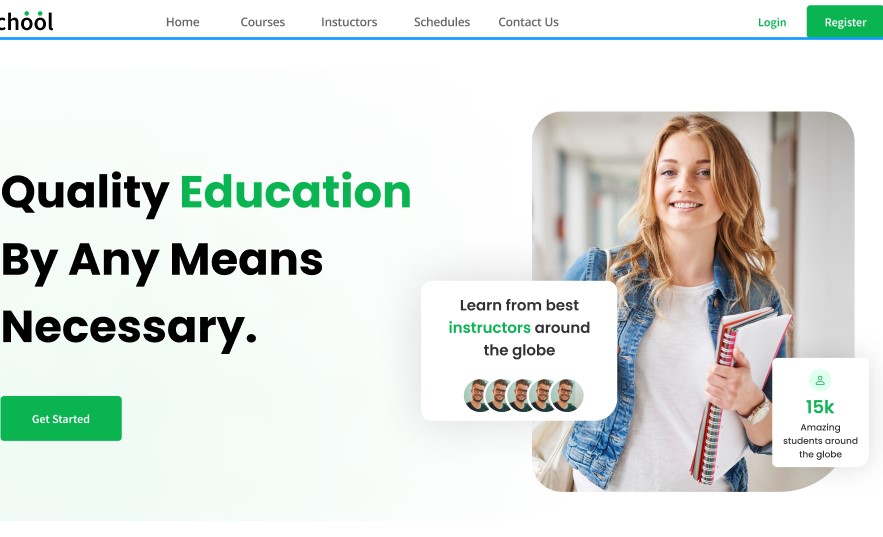 chööl
Home
Courses
Instuctors
Schedules
Contact Us
Login
Register
Quality Education
By Any Means
Necessary.
Get Started
Learn from best
instructors around
the globe
15k
Amazing
students around
the globe